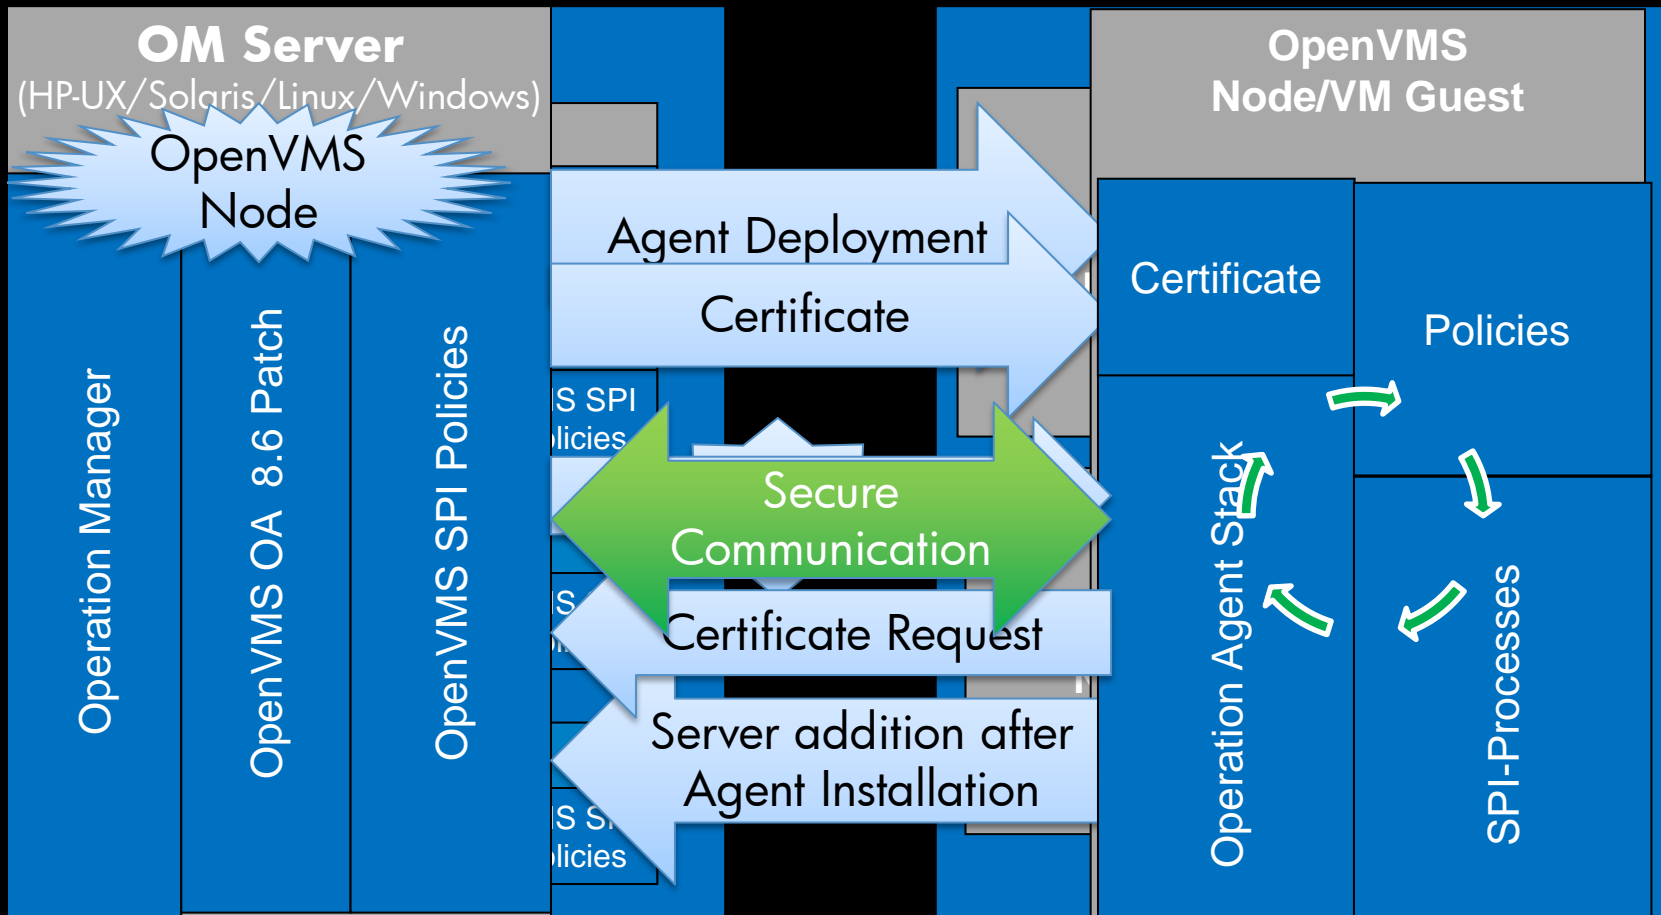 OM Server
(HP-UX/Solaris/Linux/Windows)
OpenVMS
Node
Operation Manager
OpenVMS OA 8.6 Patch
OpenVMS SPI Policies
Agent Deployment
Certificate
SPI
Secure
Communication
Certificate Request
Server addition after
Agent Installation
OpenVMS
Node/VM Guest
Certificate
Policies
Operation Agent Stack
SPI-Processes